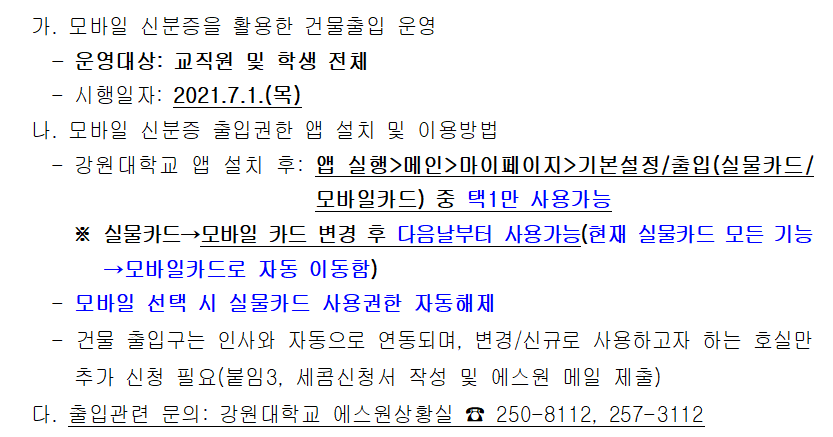 가. 모바일 신분증을 활용한 건물출입 운영
- 운영대상: 교직원 및 학생 전체
- 시행일자: 2021.7.1.(목)
나. 모바일 신분증 출입권한 앱 설치 및 이용방법
- 강원대학교 앱 설치 후: 앱 실행>메인>마이페이지>기본설정/출입(실물카드/
모바일카드) 중 택1만 사용가능
※ 실물카드→모바일 카드 변경 후 다음날부터 사용가능(현재 실물카드 모든 기능
→모바일카드로 자동 이동함)
- 모바일 선택 시 실물카드 사용권한 자동해제
- 건물 출입구는 인사와 자동으로 연동되며, 변경/신규로 사용하고자 하는 호실만
추가 신청 필요(붙임3, 세콤신청서 작성 및 에스원 메일 제출)
다. 출입관련 문의: 강원대학교 에스원상황실 ☎ 250-8112, 257-3112